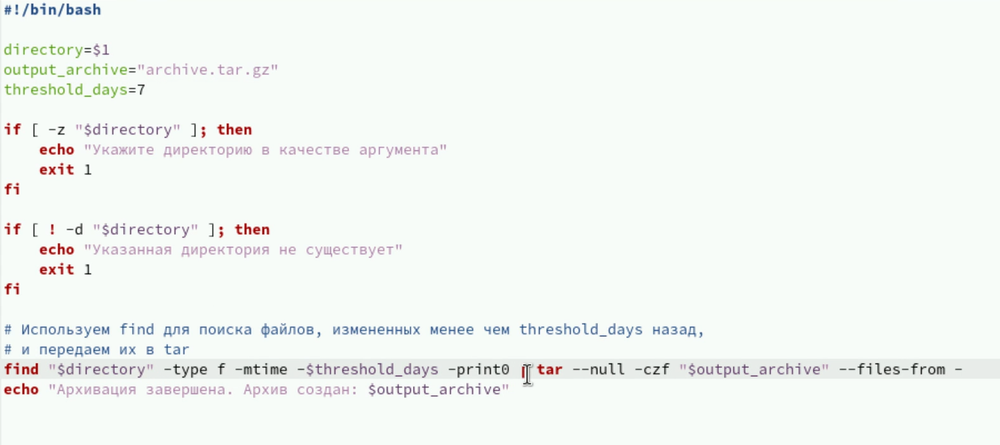 #!/bin/bash
directory=$1
output_archive="archive.tar.gz"
threshold_days=7
if [ -z "$directory" ]; then
echo "Укажите директорию в качестве аргумента"
exit 1
fi
if [ ! -d "$directory" ]; then
echo "Указанная директория не существует"
exit 1
fi
# Используем find для поиска файлов, измененных менее чем threshold_days назад,
# и передаем их в tar
find "$directory" -type f -mtime -$threshold_days -print0 | tar --null -czf "$output_archive" --files-from -
echo "Архивация завершена. Архив создан: $output_archive"